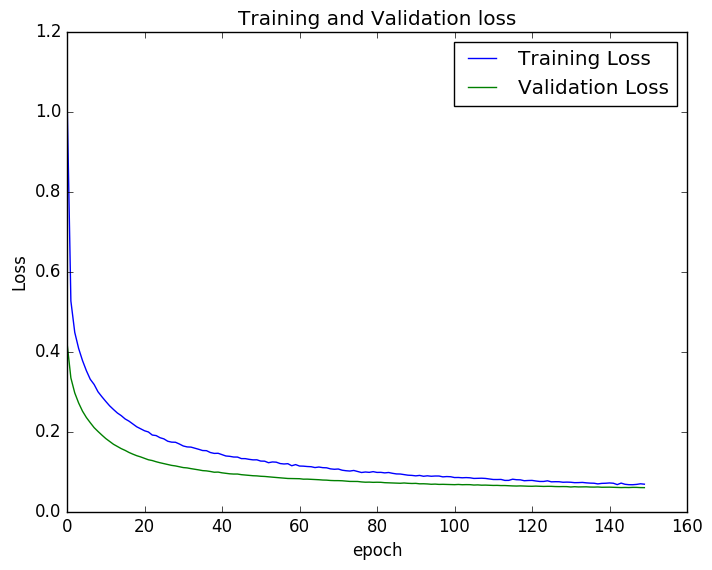 Training and Validation loss
1.2
Training Loss
Validation Loss
1.0
0.8
0.6
Loss
0.4
0.2
0.0
0 20 40 60 80 100 120 140 160
epoch